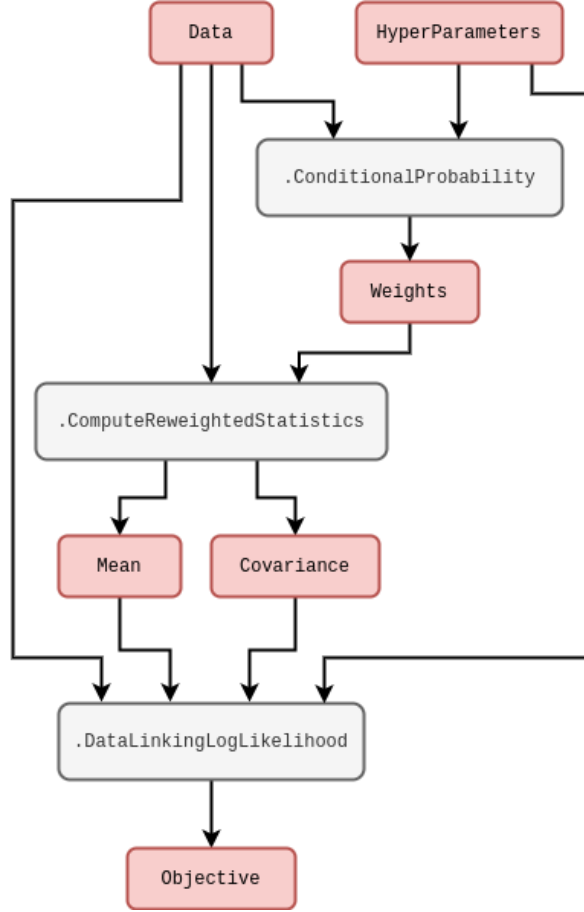 Data
HyperParameters
.ConditionalProbability
Weights
.ComputeReweightedStatistics
Mean
Covariance
.DataLinkingLogLikelihood
Objective